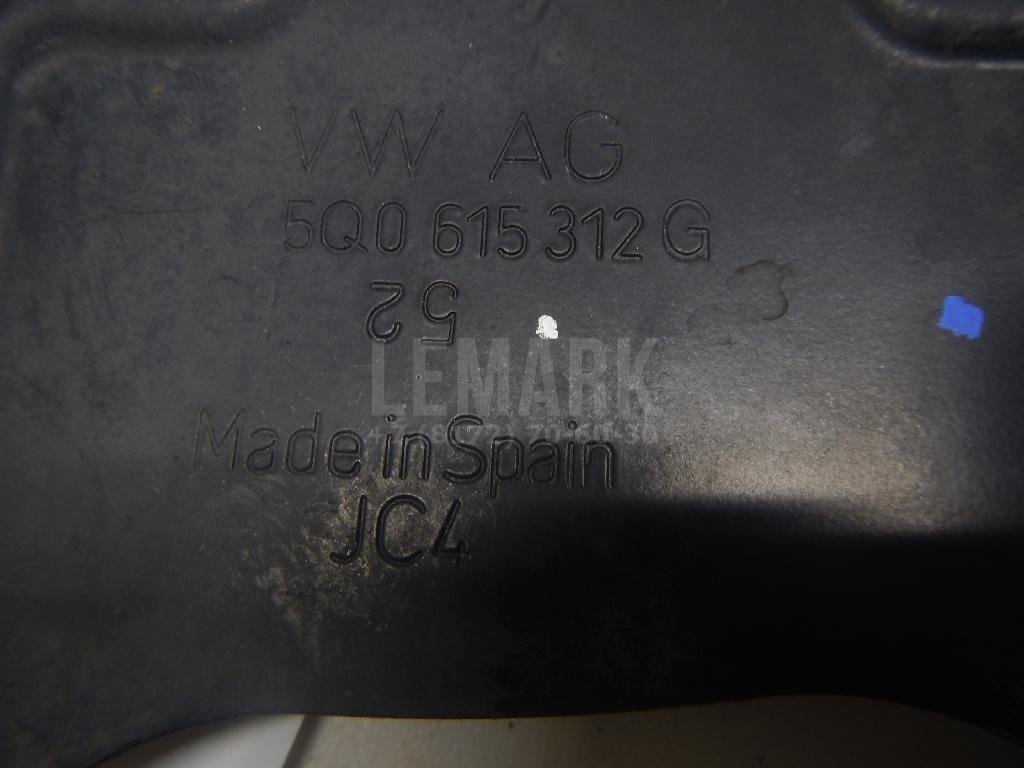 VW AG
5Q0 615 312 G
52
LEMARK
Made in Spain
JC4